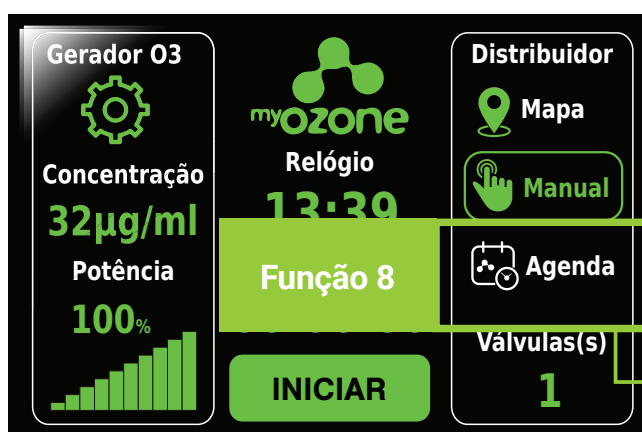 Gerador O3
Concentração
32µg/ml
Potência
100%
myozone
Relógio
13:39
Função 8
INICIAR
Distribuidor
Mapa
Manual
Agenda
Válvulas(s)
1